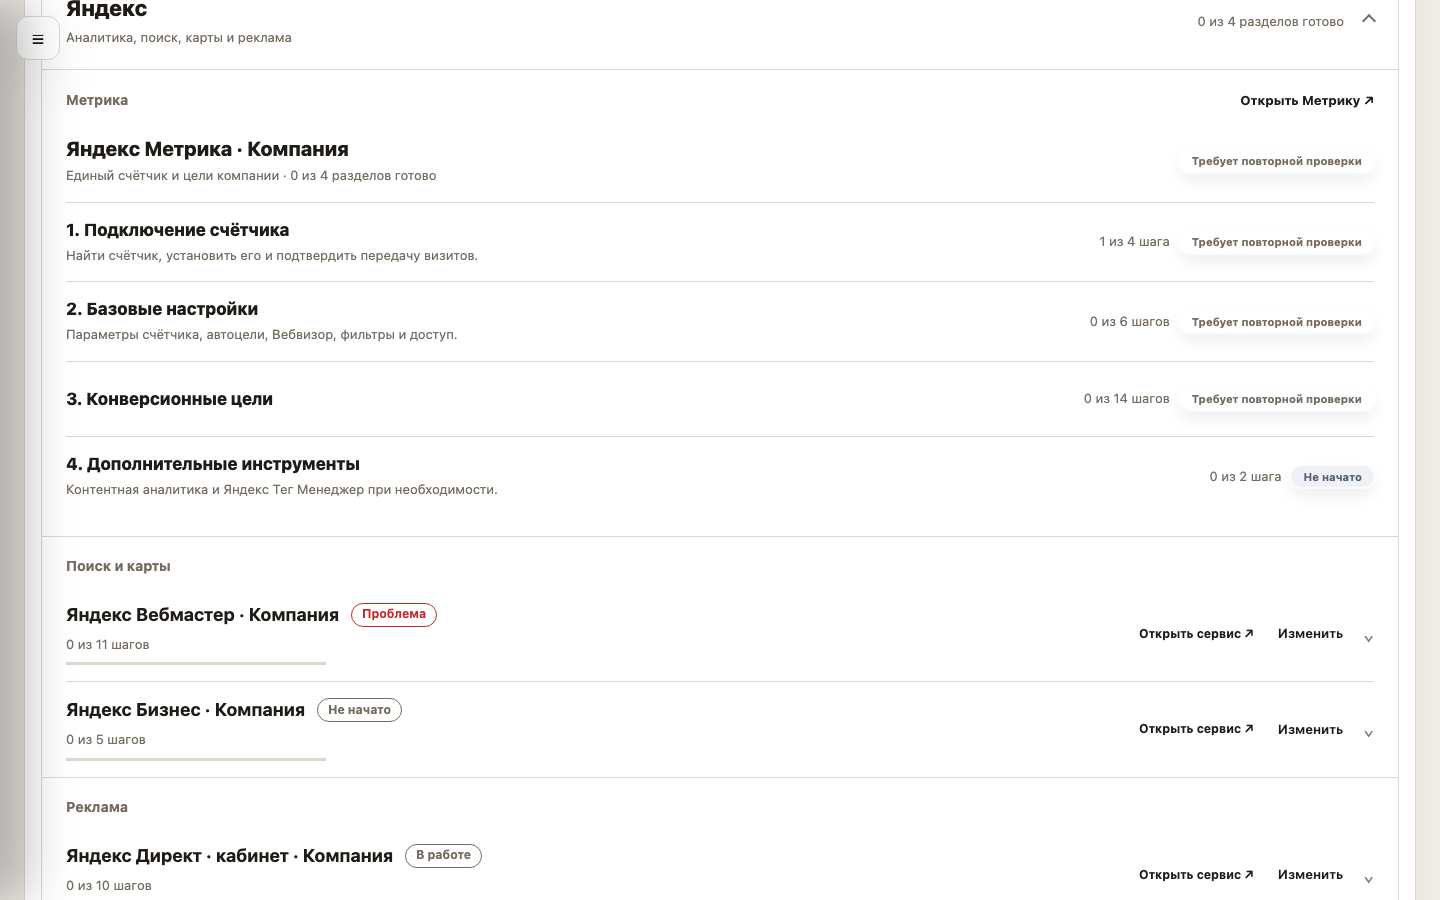 Яндекс
0 из 4 разделов готово
Аналитика, поиск, карты и реклама
Метрика
Открыть Метрику ↗
Яндекс Метрика · Компания
Единый счётчик и цели компании · 0 из 4 разделов готово
Требует повторной проверки
1. Подключение счётчика
Найти счётчик, установить его и подтвердить передачу визитов.
1 из 4 шага
Требует повторной проверки
2. Базовые настройки
Параметры счётчика, автоцели, Вебвизор, фильтры и доступ.
0 из 6 шагов
Требует повторной проверки
3. Конверсионные цели
0 из 14 шагов
Требует повторной проверки
4. Дополнительные инструменты
Контентная аналитика и Яндекс Тег Менеджер при необходимости.
0 из 2 шага
Не начато
Поиск и карты
Яндекс Вебмастер · Компания
Проблема
0 из 11 шагов
Открыть сервис ↗
Изменить
Яндекс Бизнес · Компания
Не начато
0 из 5 шагов
Открыть сервис ↗
Изменить
Реклама
Яндекс Директ · кабинет · Компания
В работе
0 из 10 шагов
Открыть сервис ↗
Изменить